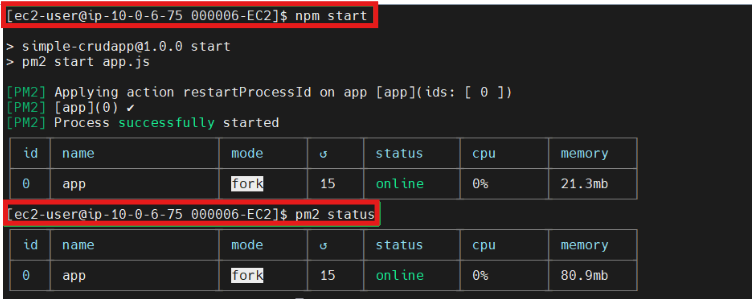 [ec2-user@ip-10-0-6-75 000006-EC2]$ npm start
> simple-crudapp@1.0.0 start
> pm2 start app.js
[PM2] Applying action restartProcessId on app [app](ids: [ 0 ])
[PM2] [app](0) ✔
[PM2] Process successfully started
id name mode ↺ status cpu memory
0 app fork 15 online 0% 21.3mb
[ec2-user@ip-10-0-6-75 000006-EC2]$ pm2 status
id name mode ↺ status cpu memory
0 app fork 15 online 0% 80.9mb